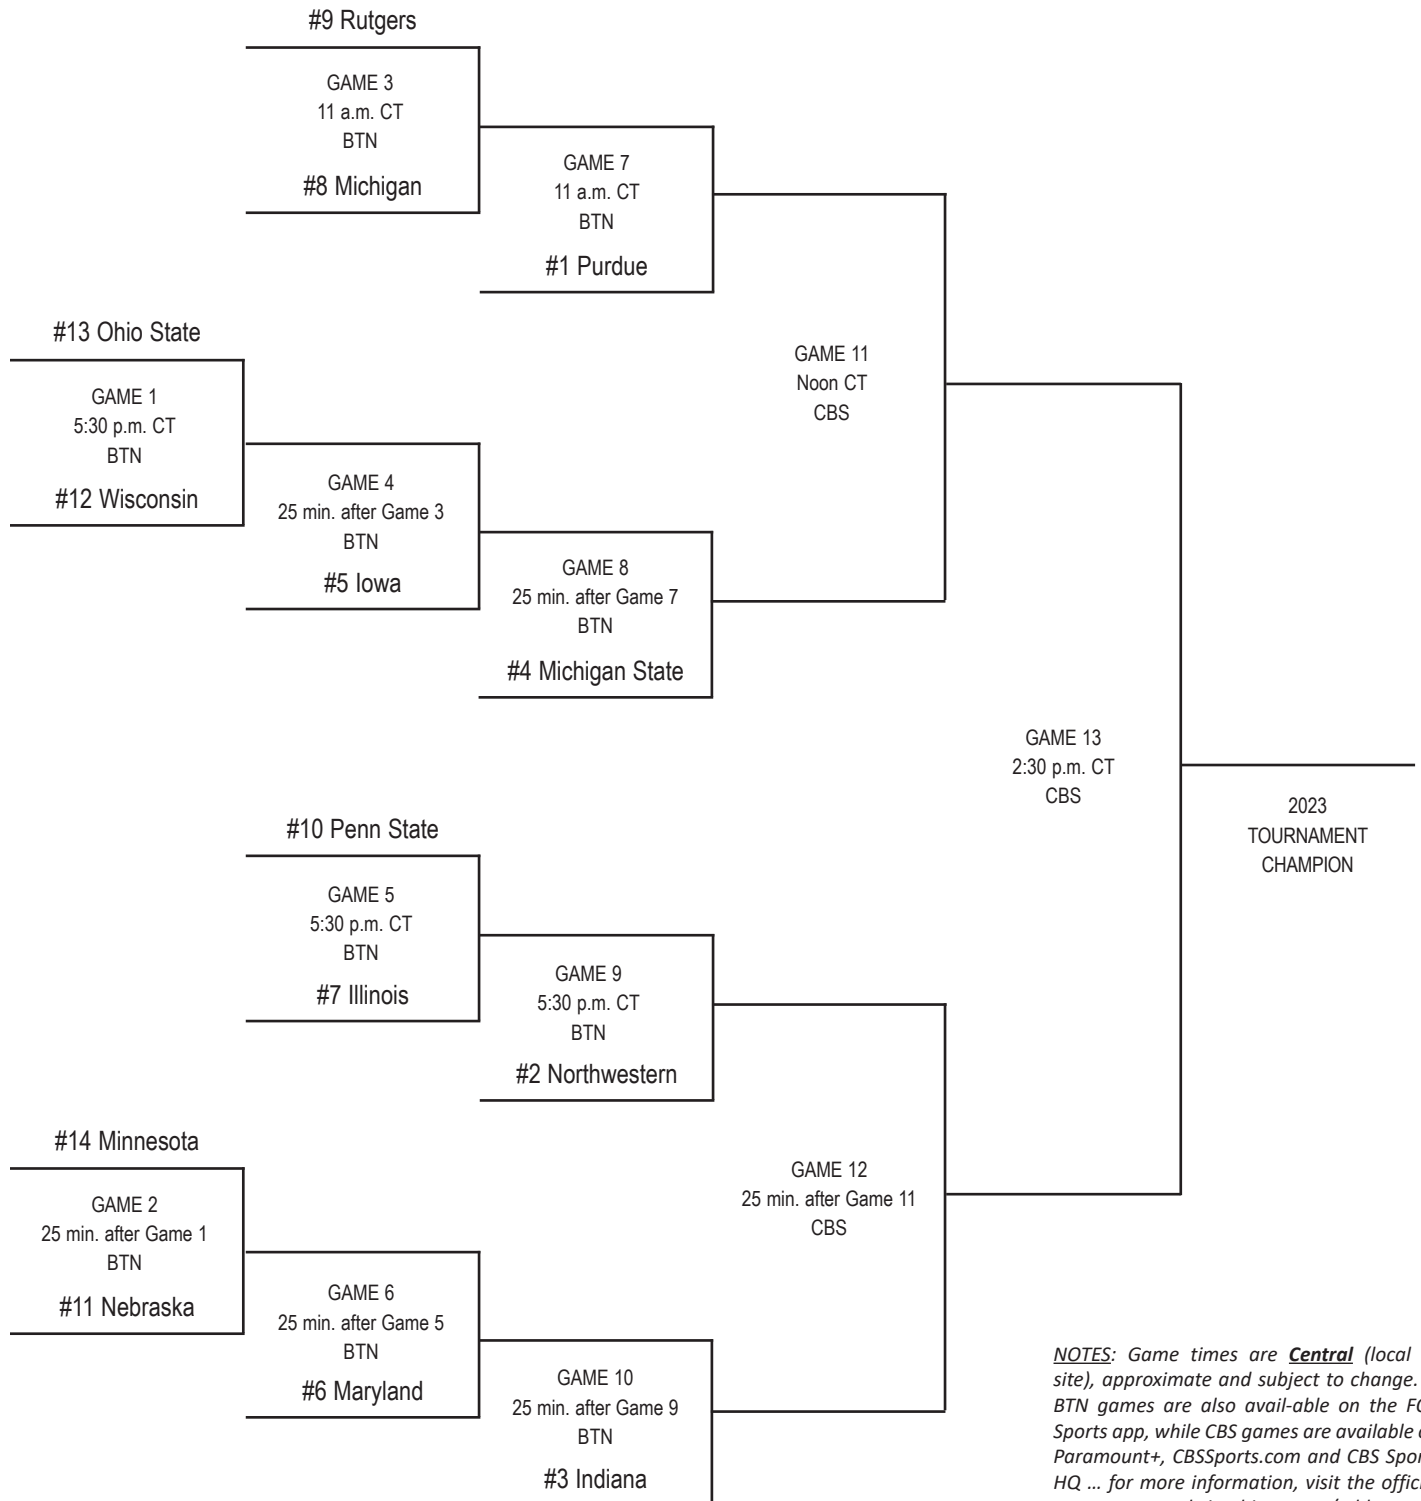 #9 Rutgers
GAME 3
11 a.m. CT
BTN
#8 Michigan
GAME 7
11 a.m. CT
BTN
#1 Purdue
#13 Ohio State
GAME 1
5:30 p.m. CT
BTN
#12 Wisconsin
GAME 4
25 min. after Game 3
BTN
#5 Iowa
GAME 8
25 min. after Game 7
BTN
#4 Michigan State
GAME 11
Noon CT
CBS
GAME 13
2:30 p.m. CT
CBS
2023
TOURNAMENT
CHAMPION
#10 Penn State
GAME 5
5:30 p.m. CT
BTN
#7 Illinois
GAME 9
5:30 p.m. CT
BTN
#2 Northwestern
#14 Minnesota
GAME 2
25 min. after Game 1
BTN
#11 Nebraska
GAME 6
25 min. after Game 5
BTN
#6 Maryland
GAME 10
25 min. after Game 9
BTN
#3 Indiana
GAME 12
25 min. after Game 11
CBS
NOTES: Game times are Central (local
site), approximate and subject to change.
BTN games are also avail-able on the
Sports app, while CBS games are available
Paramount+, CBSSports.com and CBS
HQ ... for more information, visit the